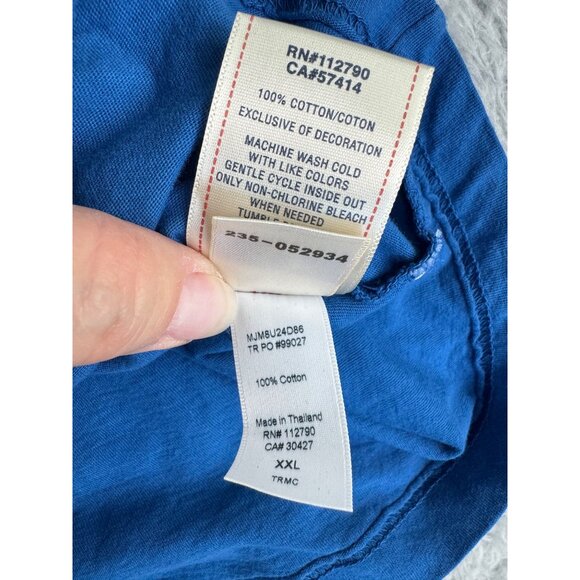 RN#112790
CA#57414
100% COTTON/COTON
EXCLUSIVE OF DECORATION
MACHINE WASH COLD
WITH LIKE COLORS
GENTLE CYCLE INSIDE OUT
ONLY NON-CHLORINE BLEACH
WHEN NEEDED
TUMBLE
235-052934
MJM8U24D86
TR PO #99027
100% Cotton
Made in Thailand
RN# 112790
CA# 30427
XXL
TRMC